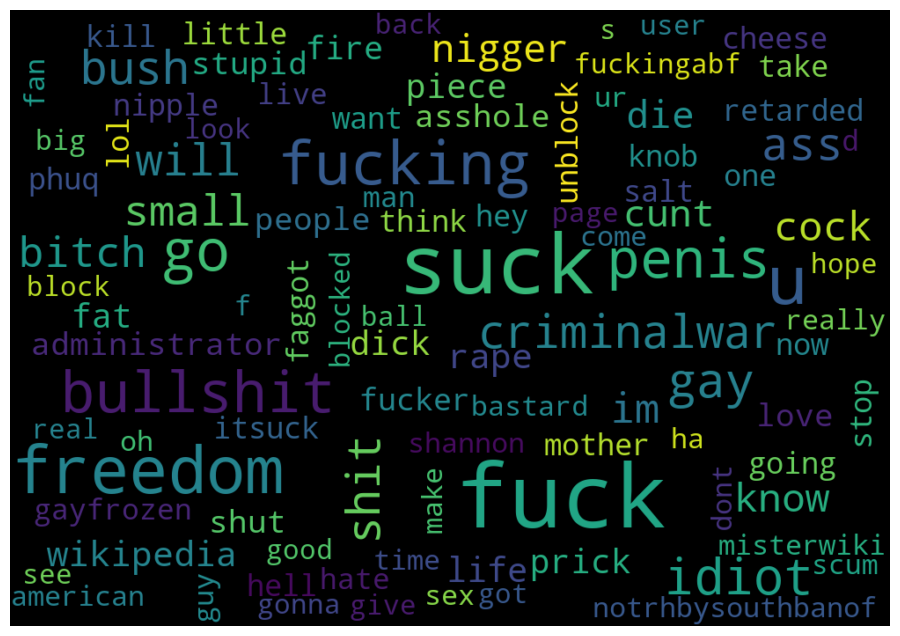 back
s
user
kill
little
cheese
fire
nigger
bush
stupid
fuckingabf
take
fan
piece
nipple
live
ur
die
retarded
lol
look
want
asshole
unblock
ass
d
big
will
fucking
knob
one
phuq
man
salt
small
people
think
hey
page
cunt
cock
bitch
go
suck
come
penis
u
hope
block
faggot
blocked
f
fat
ball
criminalwar
really
administrator
dick
rape
now
bullshit
gay
fucker
bastard
im
love
stop
real
oh
itsuck
shit
shannon
mother
ha
freedom
make
fuck
dont
going
know
gayfrozen
shut
wikipedia
good
time
life
prick
misterwiki
scum
see
hell
hate
idiot
american
guy
gonna
give
sex
got
notrhbysouthbanof